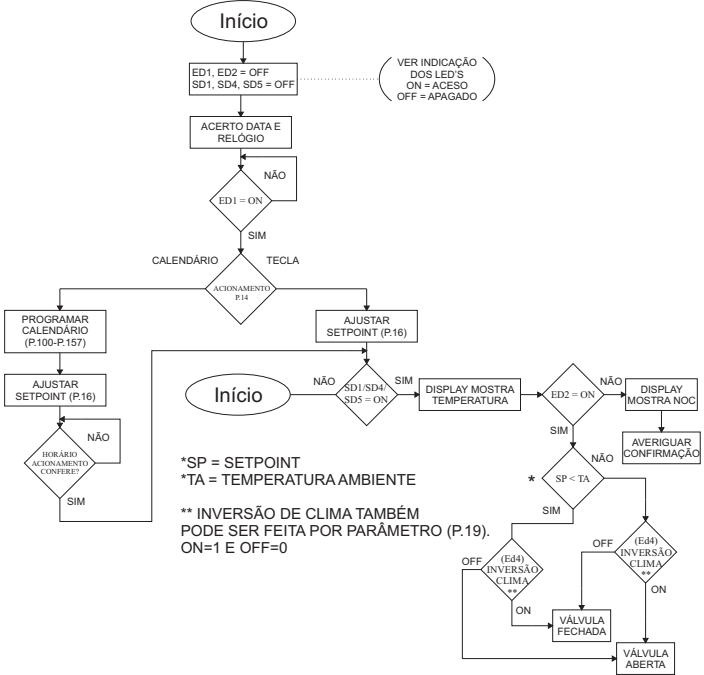 Início
ED1, ED2 = OFF
SD1, SD4, SD5 = OFF
VER INDICAÇÃO
DOS LED'S
ON = ACESO
OFF = APAGADO
ACERTO DATA E
RELÓGIO
NÃO
ED1 = ON
SIM
CALENDÁRIO
TECLA
ACIONAMENTO
P.14
PROGRAMAR
CALENDÁRIO
(P.100-P.157)
AJUSTAR
SETPOINT (P.16)
AJUSTAR
SETPOINT (P.16)
NÃO
HORÁRIO
ACIONAMENTO
CONFERE?
SIM
Início
NÃO
SD1/SD4/
SD5 = ON
SIM
DISPLAY MOSTRA
TEMPERATURA
ED2 = ON
NÃO
DISPLAY
MOSTRA NOC
AVERIGUAR
CONFIRMAÇÃO
SIM
*SP = SETPOINT
*TA = TEMPERATURA AMBIENTE
** INVERSÃO DE CLIMA TAMBÉM
PODE SER FEITA POR PARÂMETRO (P.19).
ON=1 E OFF=0
*
SP < TA
NÃO
SIM
OFF
(Ed4)
INVERSÃO
CLIMA
**
ON
OFF
(Ed4)
INVERSÃO
CLIMA
**
ON
VÁLVULA
FECHADA
VÁLVULA
ABERTA